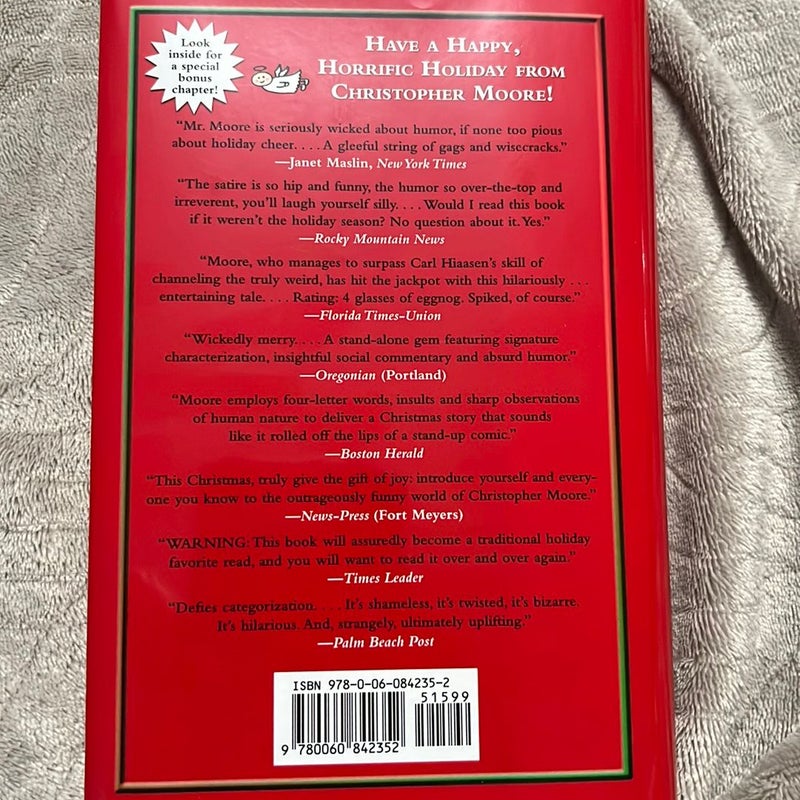 Look
inside for
a special
bonus
chapter!
Have a Happy,
Horrific Holiday from
Christopher Moore!
“Mr. Moore is seriously wicked about humor, if none too pious
about holiday cheer. . . . A gleeful string of gags and wisecracks.”
—Janet Maslin, New York Times
“The satire is so hip and funny, the humor so over-the-top and
irreverent, you’ll laugh yourself silly. . . . Would I read this book
if it weren’t the holiday season? No question about it. Yes.”
—Rocky Mountain News
“Moore, who manages to surpass Carl Hiaasen’s skill of
channeling the truly weird, has hit the jackpot with this hilariously . . .
entertaining tale. . . . Rating: 4 glasses of eggnog. Spiked, of course.”
—Florida Times-Union
“Wickedly merry. . . . A stand-alone gem featuring signature
characterization, insightful social commentary and absurd humor.”
—Oregonian (Portland)
“Moore employs four-letter words, insults and sharp observations
of human nature to deliver a Christmas story that sounds
like it rolled off the lips of a stand-up comic.”
—Boston Herald
“This Christmas, truly give the gift of joy: introduce yourself and every-
one you know to the outrageously funny world of Christopher Moore.”
—News-Press (Fort Meyers)
“WARNING: This book will assuredly become a traditional holiday
favorite read, and you will want to read it over and over again.”
—Times Leader
“Defies categorization. . . . It’s shameless, it’s twisted, it’s bizarre.
It’s hilarious. And, strangely, ultimately uplifting.”
—Palm Beach Post
ISBN 978-0-06-084235-2
51599
9 780060 842352